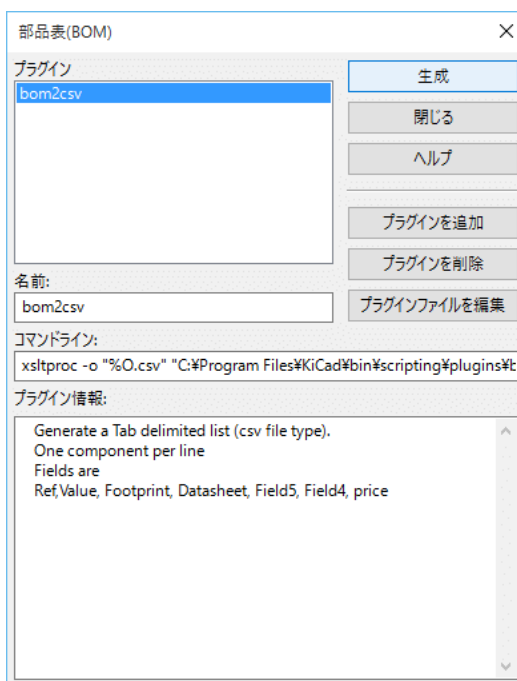 部品表(BOM)
プラグイン
bom2csv
生成
閉じる
ヘルプ
プラグインを追加
プラグインを削除
プラグインファイルを編集
名前:
bom2csv
コマンドライン:
xsltproc -o "%O.csv" "C:¥Program Files¥KiCad¥bin¥scripting¥plugins¥b
プラグイン情報:
Generate a Tab delimited list (csv file type).
One component per line
Fields are
Ref,Value, Footprint, Datasheet, Field5, Field4, price